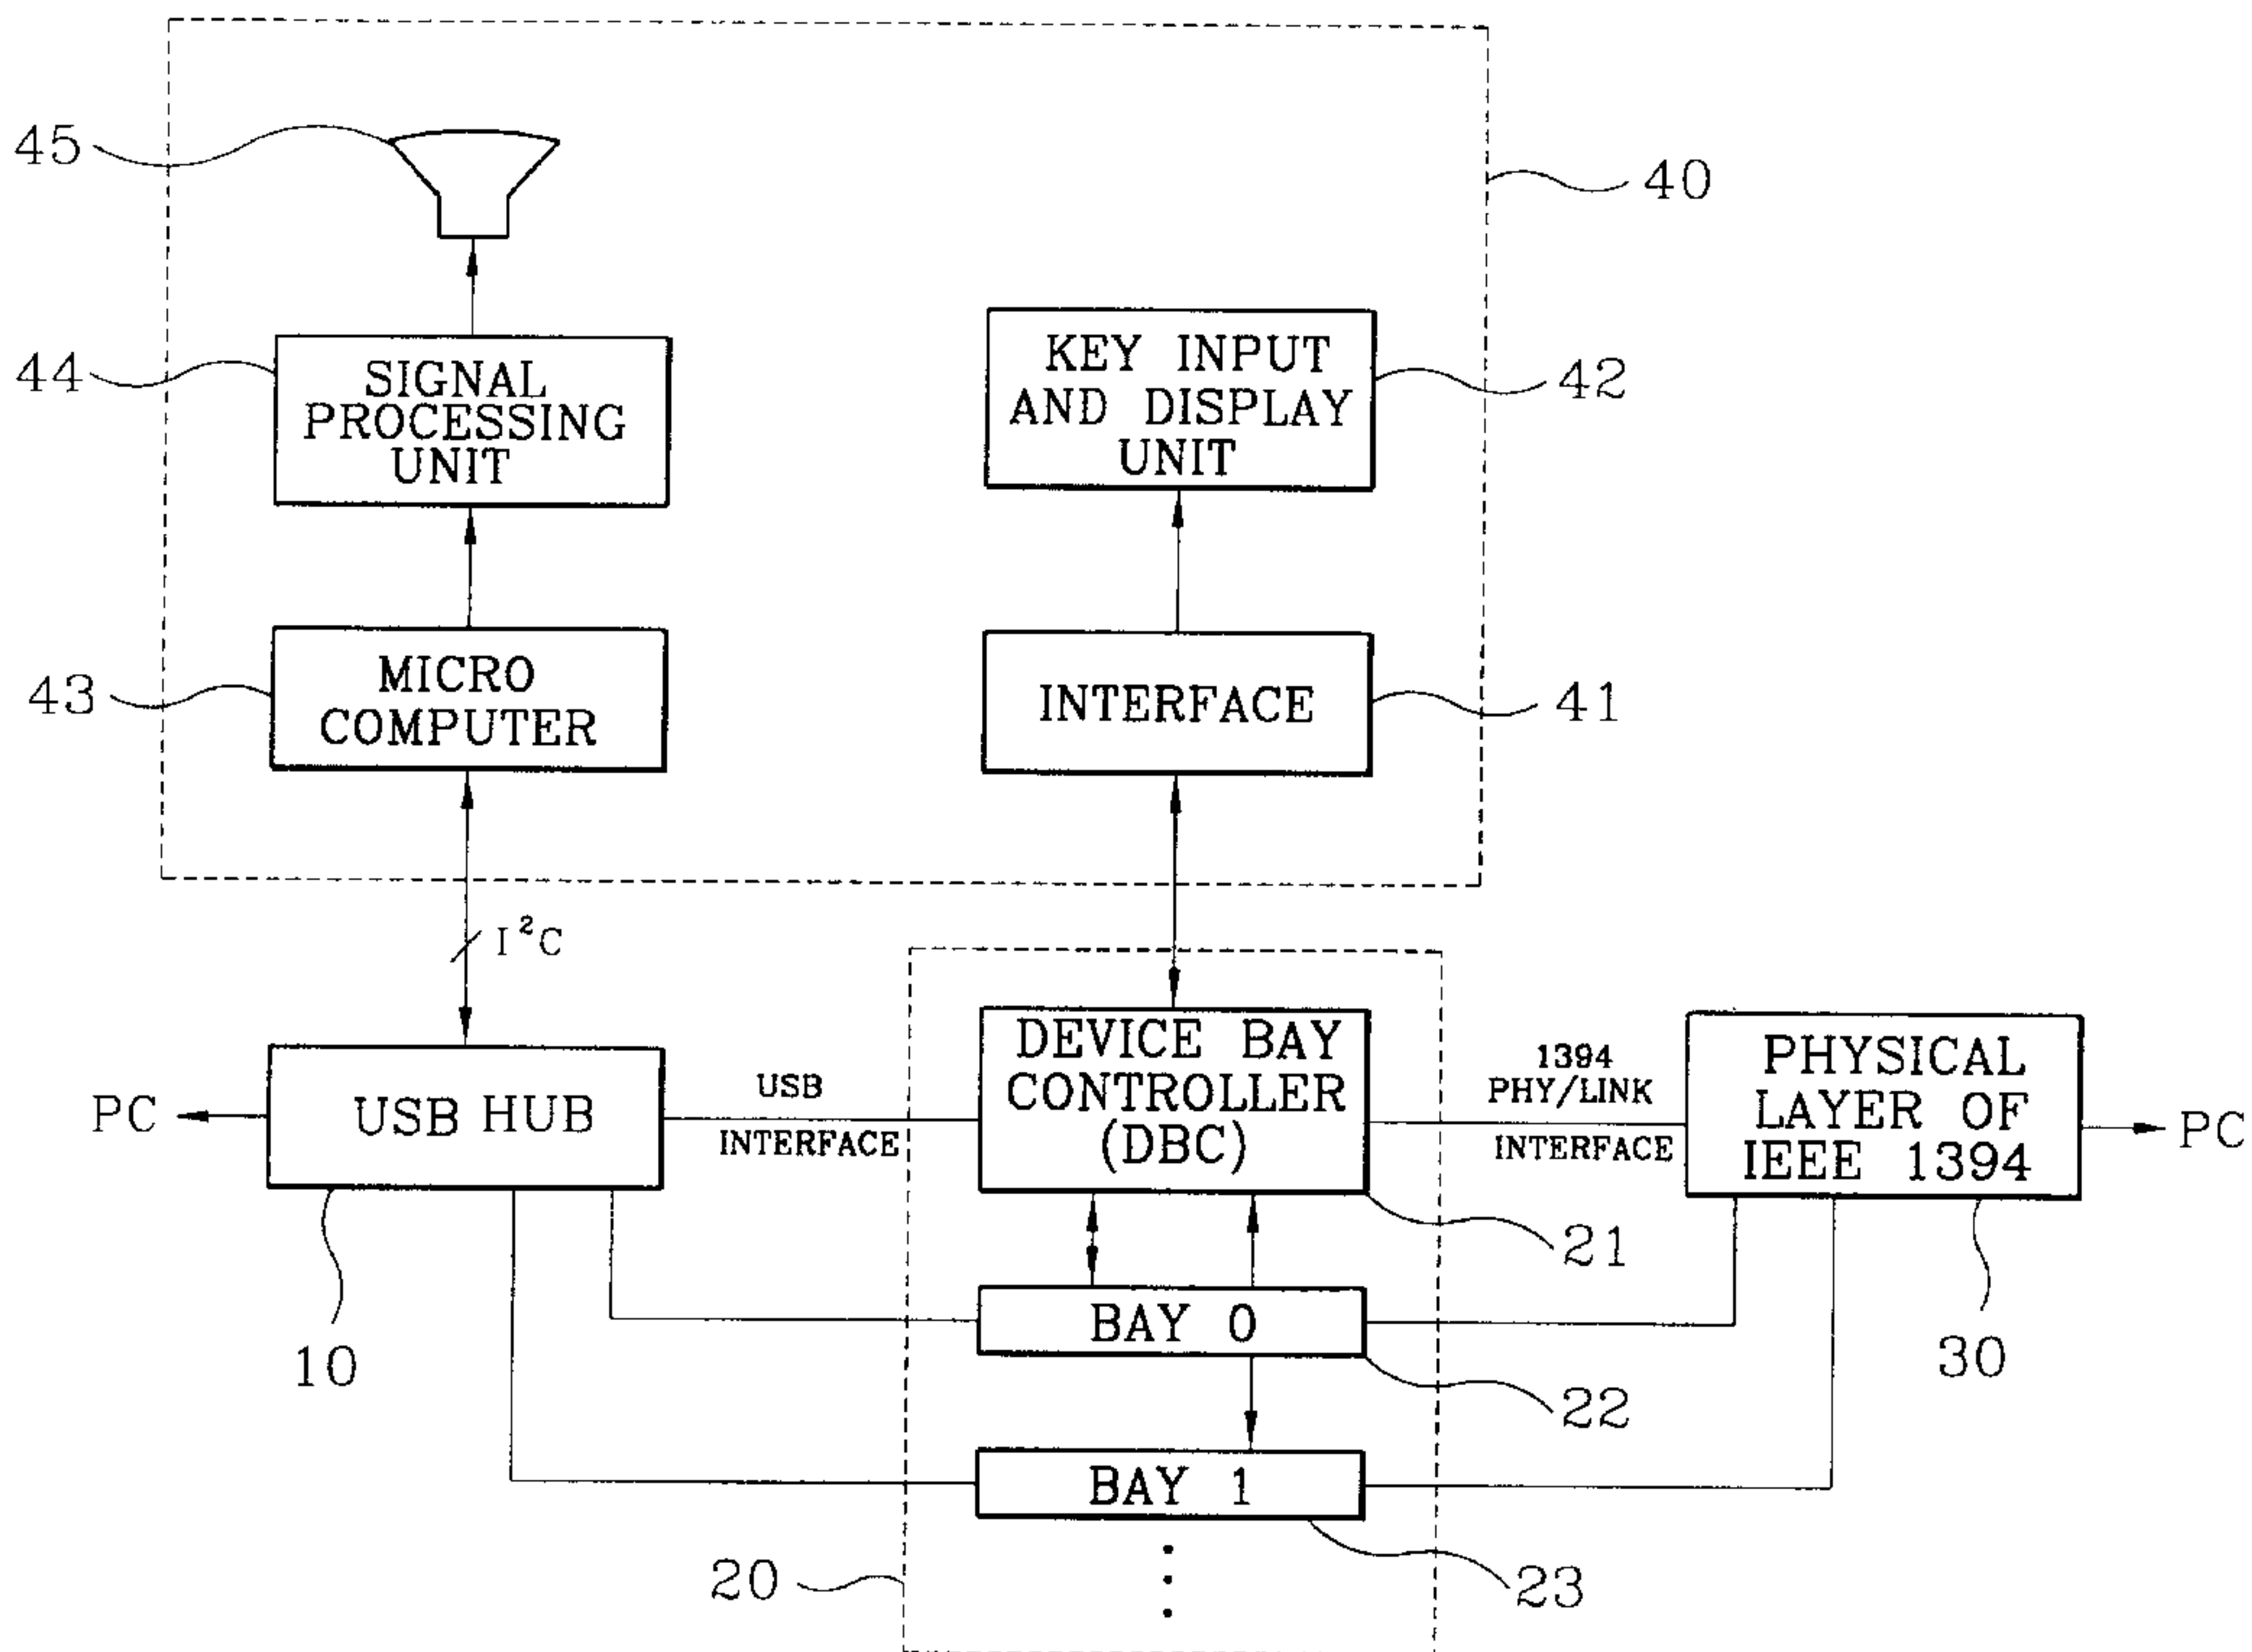 45
40
SIGNAL
PROCESSING
UNIT
44
KEY INPUT
AND DISPLAY
UNIT
42
MICRO
COMPUTER
43
INTERFACE
41
I²C
PC
USB HUB
USB
INTERFACE
DEVICE BAY
CONTROLLER
(DBC)
1394
PHY/LINK
INTERFACE
PHYSICAL
LAYER OF
IEEE 1394
PC
21
BAY 0
10
30
22
BAY 1
20
23